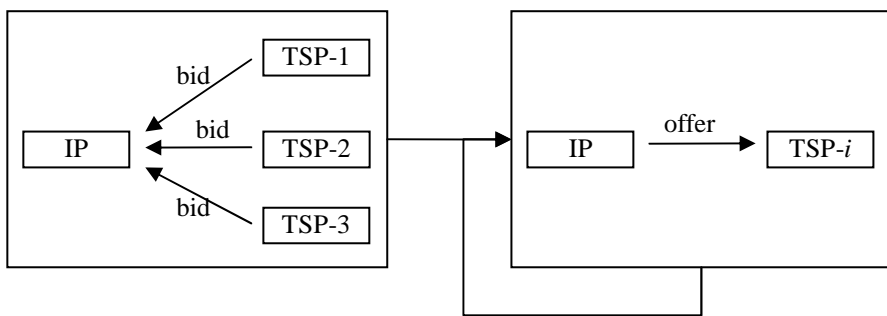 TSP-1
bid
bid
IP
TSP-2
bid
TSP-3
offer
IP
TSP-i